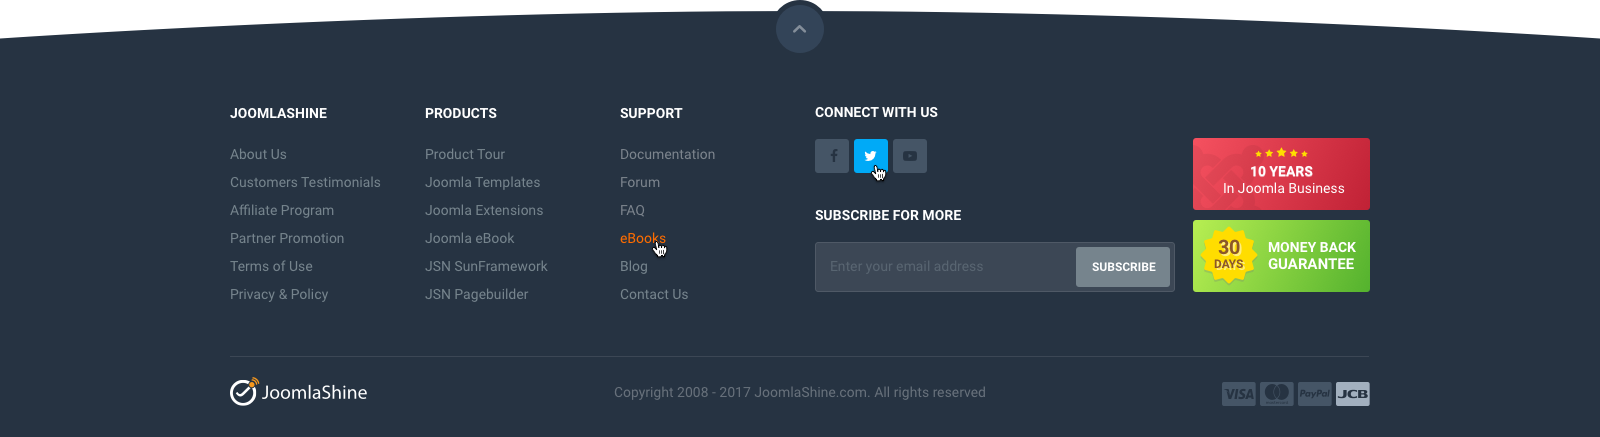 JOOMLASHINE
About Us
Customers Testimonials
Affiliate Program
Partner Promotion
Terms of Use
Privacy & Policy
PRODUCTS
Product Tour
Joomla Templates
Joomla Extensions
Joomla eBook
JSN SunFramework
JSN Pagebuilder
SUPPORT
Documentation
Forum
FAQ
eBooks
Blog
Contact Us
CONNECT WITH US
SUBSCRIBE FOR MORE
Enter your email address
SUBSCRIBE
10 YEARS
In Joomla Business
30
DAYS
MONEY BACK
GUARANTEE
JoomlaShine
Copyright 2008 - 2017 JoomlaShine.com. All rights reserved
VISA
PayPal
JCB